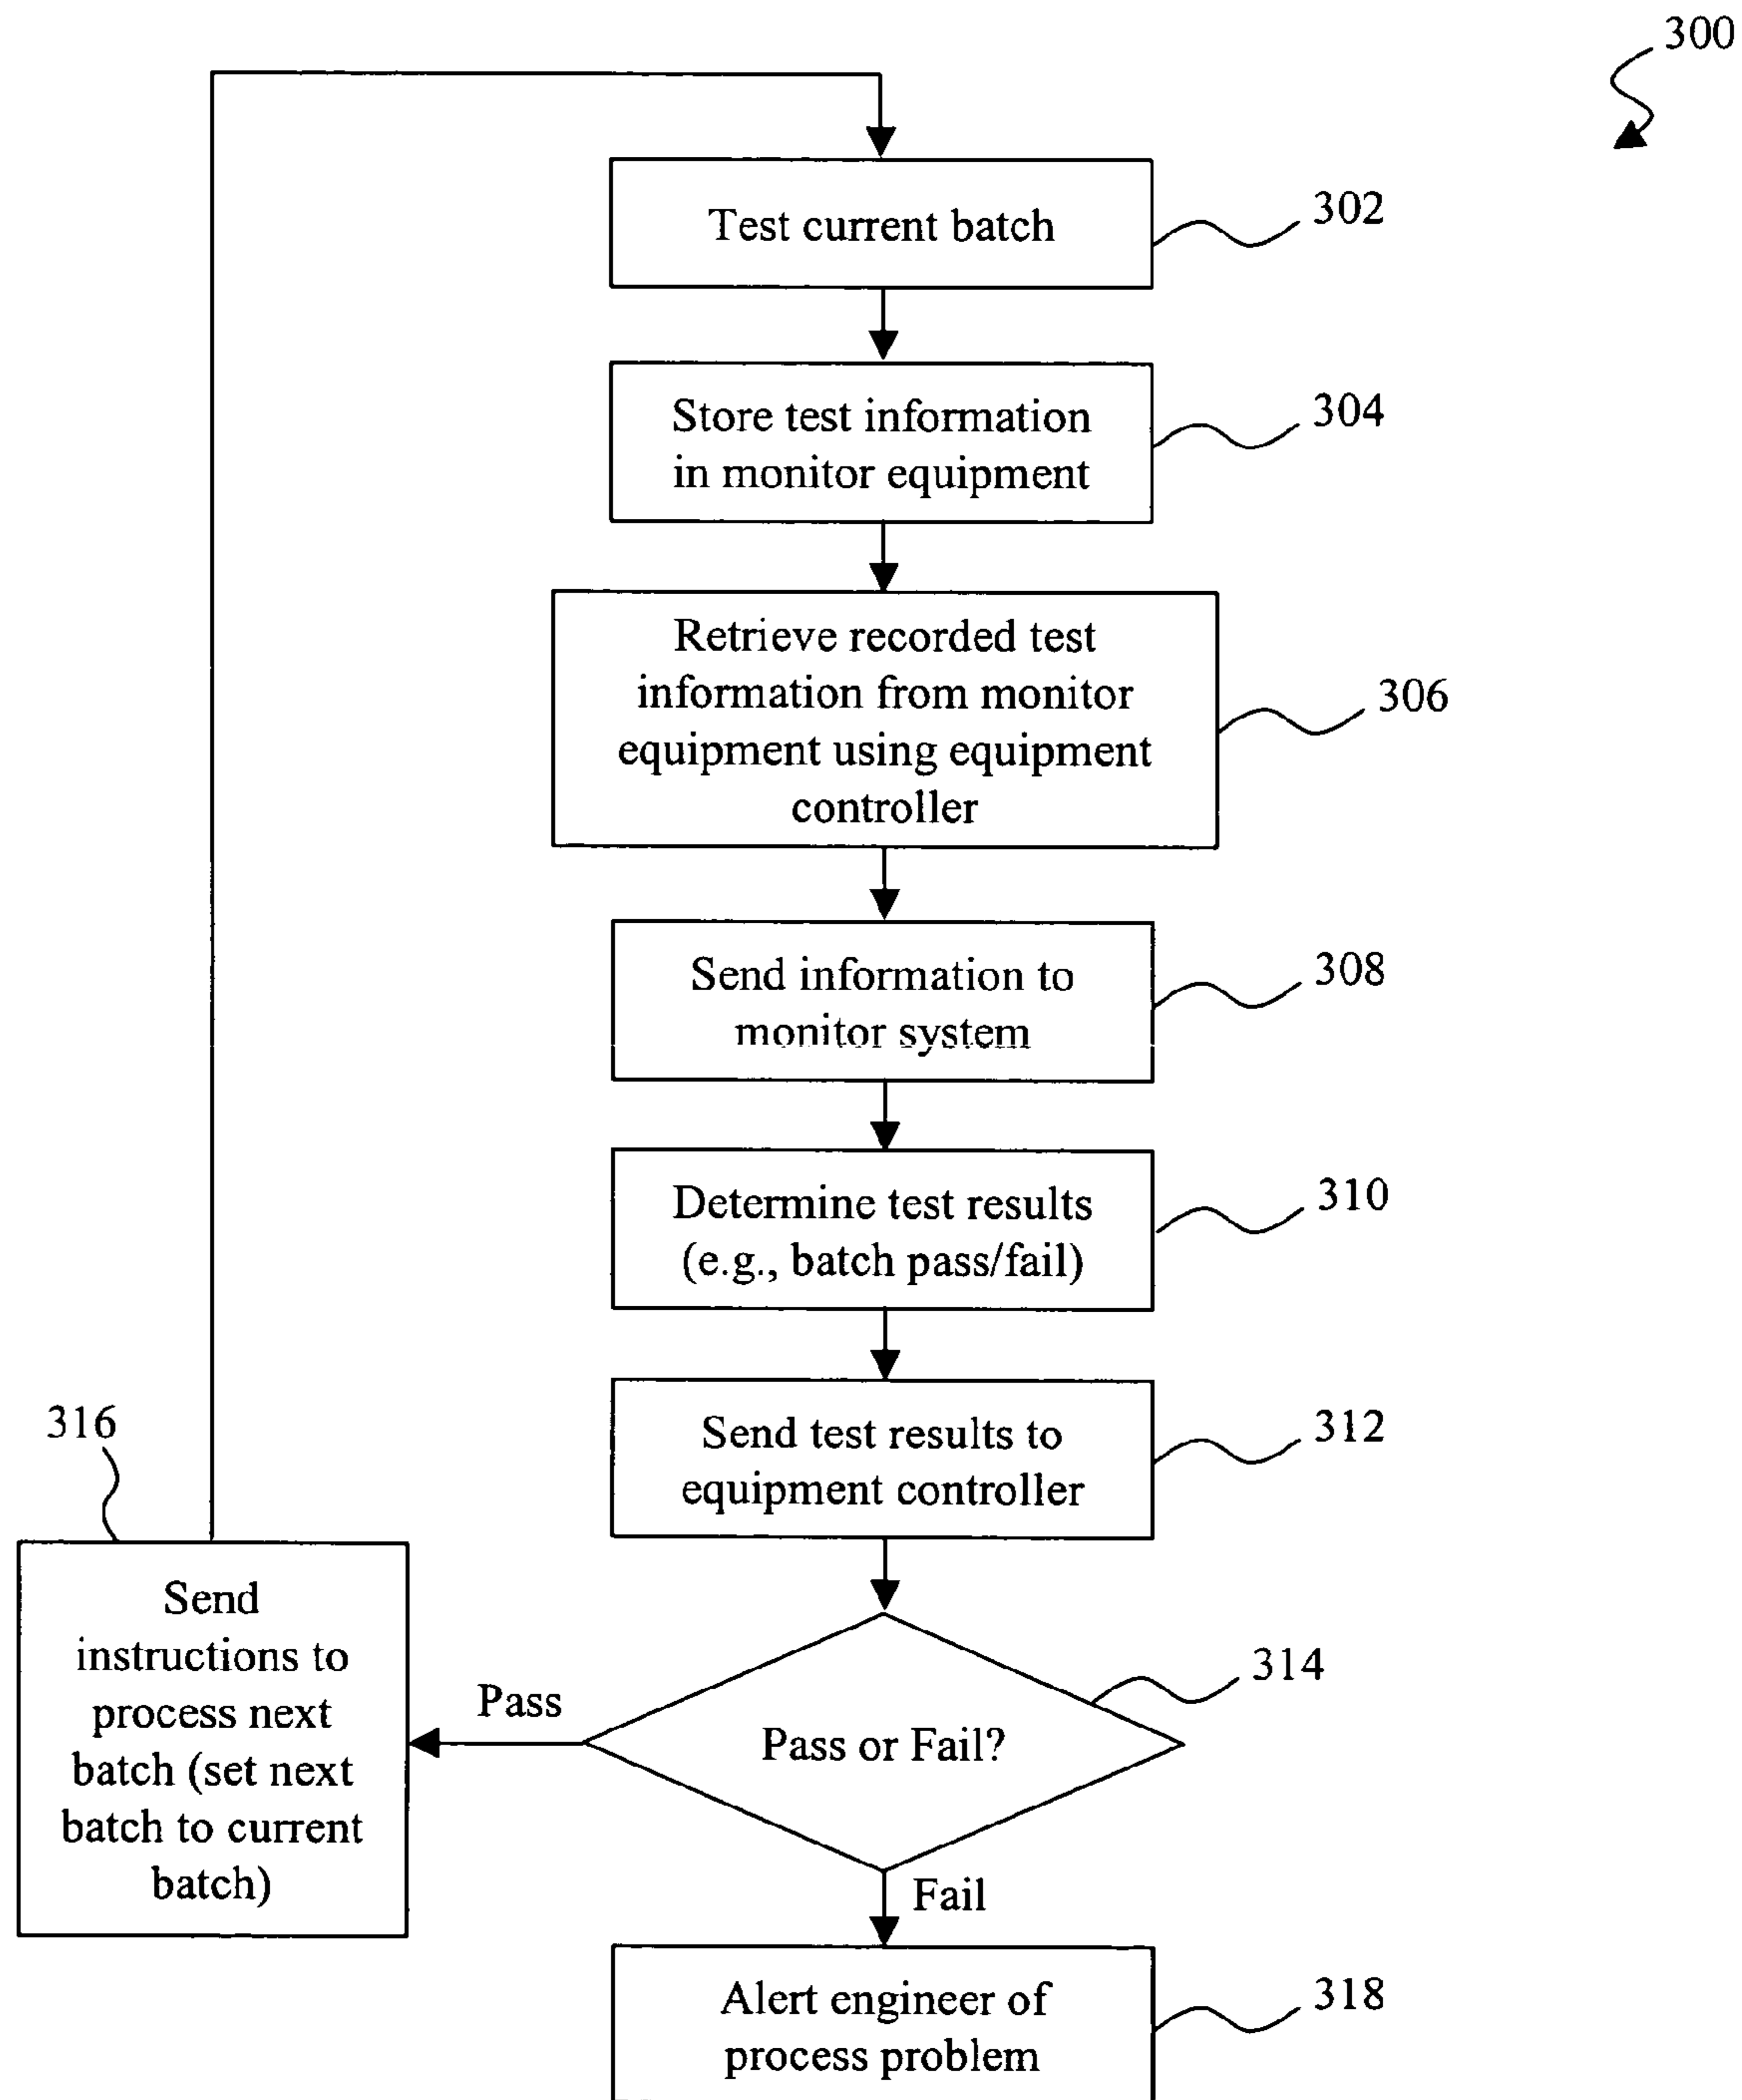 300
Test current batch
302
Store test information
in monitor equipment
304
Retrieve recorded test
information from monitor
equipment using equipment
controller
306
Send information to
monitor system
308
Determine test results
(e.g., batch pass/fail)
310
Send test results to
equipment controller
312
316
Send
instructions to
process next
batch (set next
batch to current
batch)
Pass
Pass or Fail?
314
Fail
Alert engineer of
process problem
318